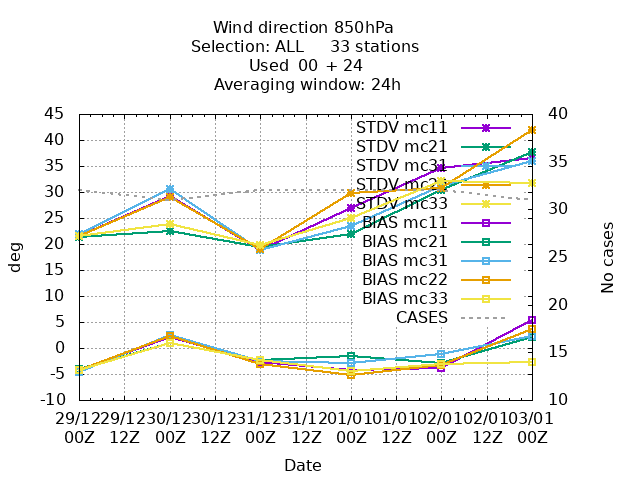 Wind direction 850hPa
Selection: ALL 33 stations
Used 00 + 24
Averaging window: 24h
45
40
35
30
25
20
15
10
5
0
-5
-10
deg
40
35
30
25
20
15
10
No cases
STDV mc11
STDV mc21
STDV mc31
STDV mc22
STDV mc33
BIAS mc11
BIAS mc21
BIAS mc31
BIAS mc22
BIAS mc33
CASES
29/12 29/12 30/12 30/12 31/12 31/12 01/01 01/01 02/01 02/01 03/01
00Z 12Z 00Z 12Z 00Z 12Z 00Z 12Z 00Z 12Z 00Z
Date